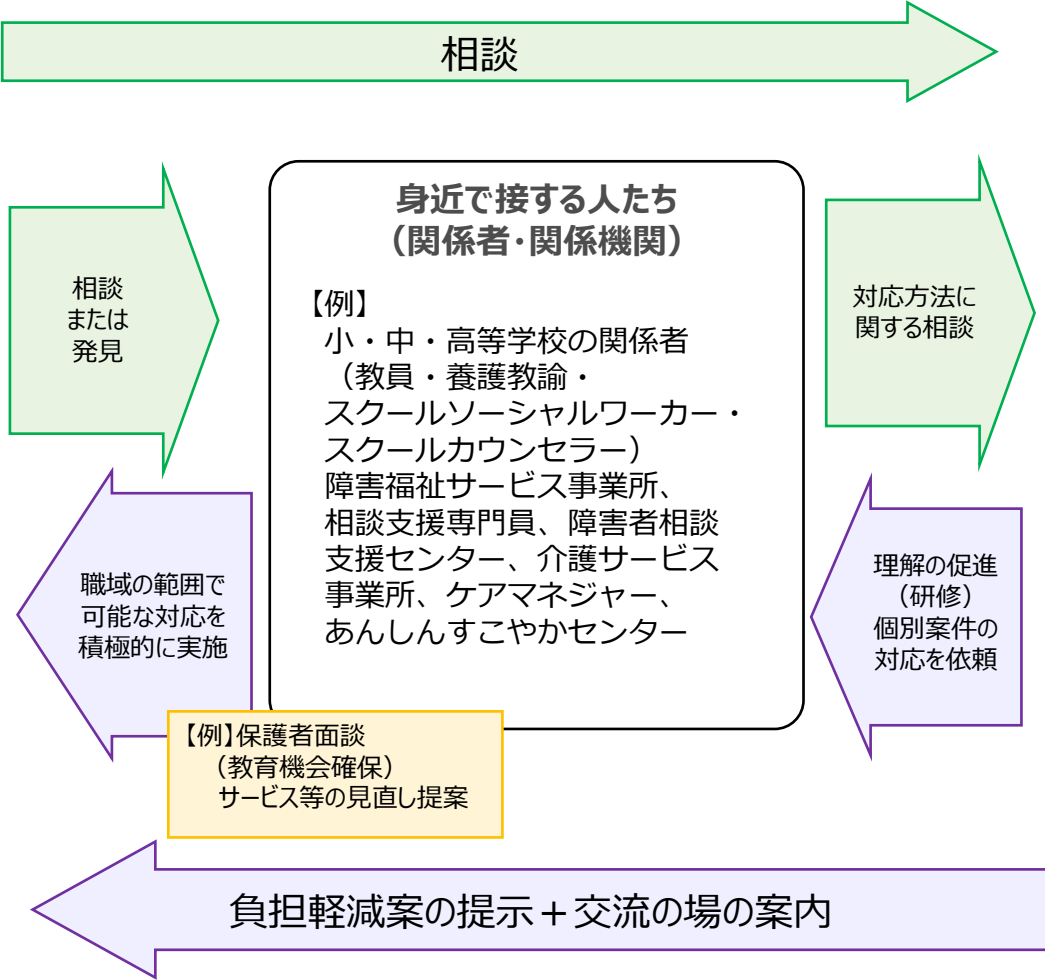 相談
相談
または
発見
身近で接する人たち
（関係者・関係機関）
【例】
小・中・高等学校の関係者
（教員・養護教諭・
スクールソーシャルワーカー・
スクールカウンセラー）
障害福祉サービス事業所、
相談支援専門員、障害者相談
支援センター、介護サービス
事業所、ケアマネジャー、
あんしんすこやかセンター
対応方法に
関する相談
職域の範囲で
可能な対応を
積極的に実施
理解の促進
（研修）
個別案件の
対応を依頼
【例】保護者面談
（教育機会確保）
サービス等の見直し提案
負担軽減案の提示＋交流の場の案内